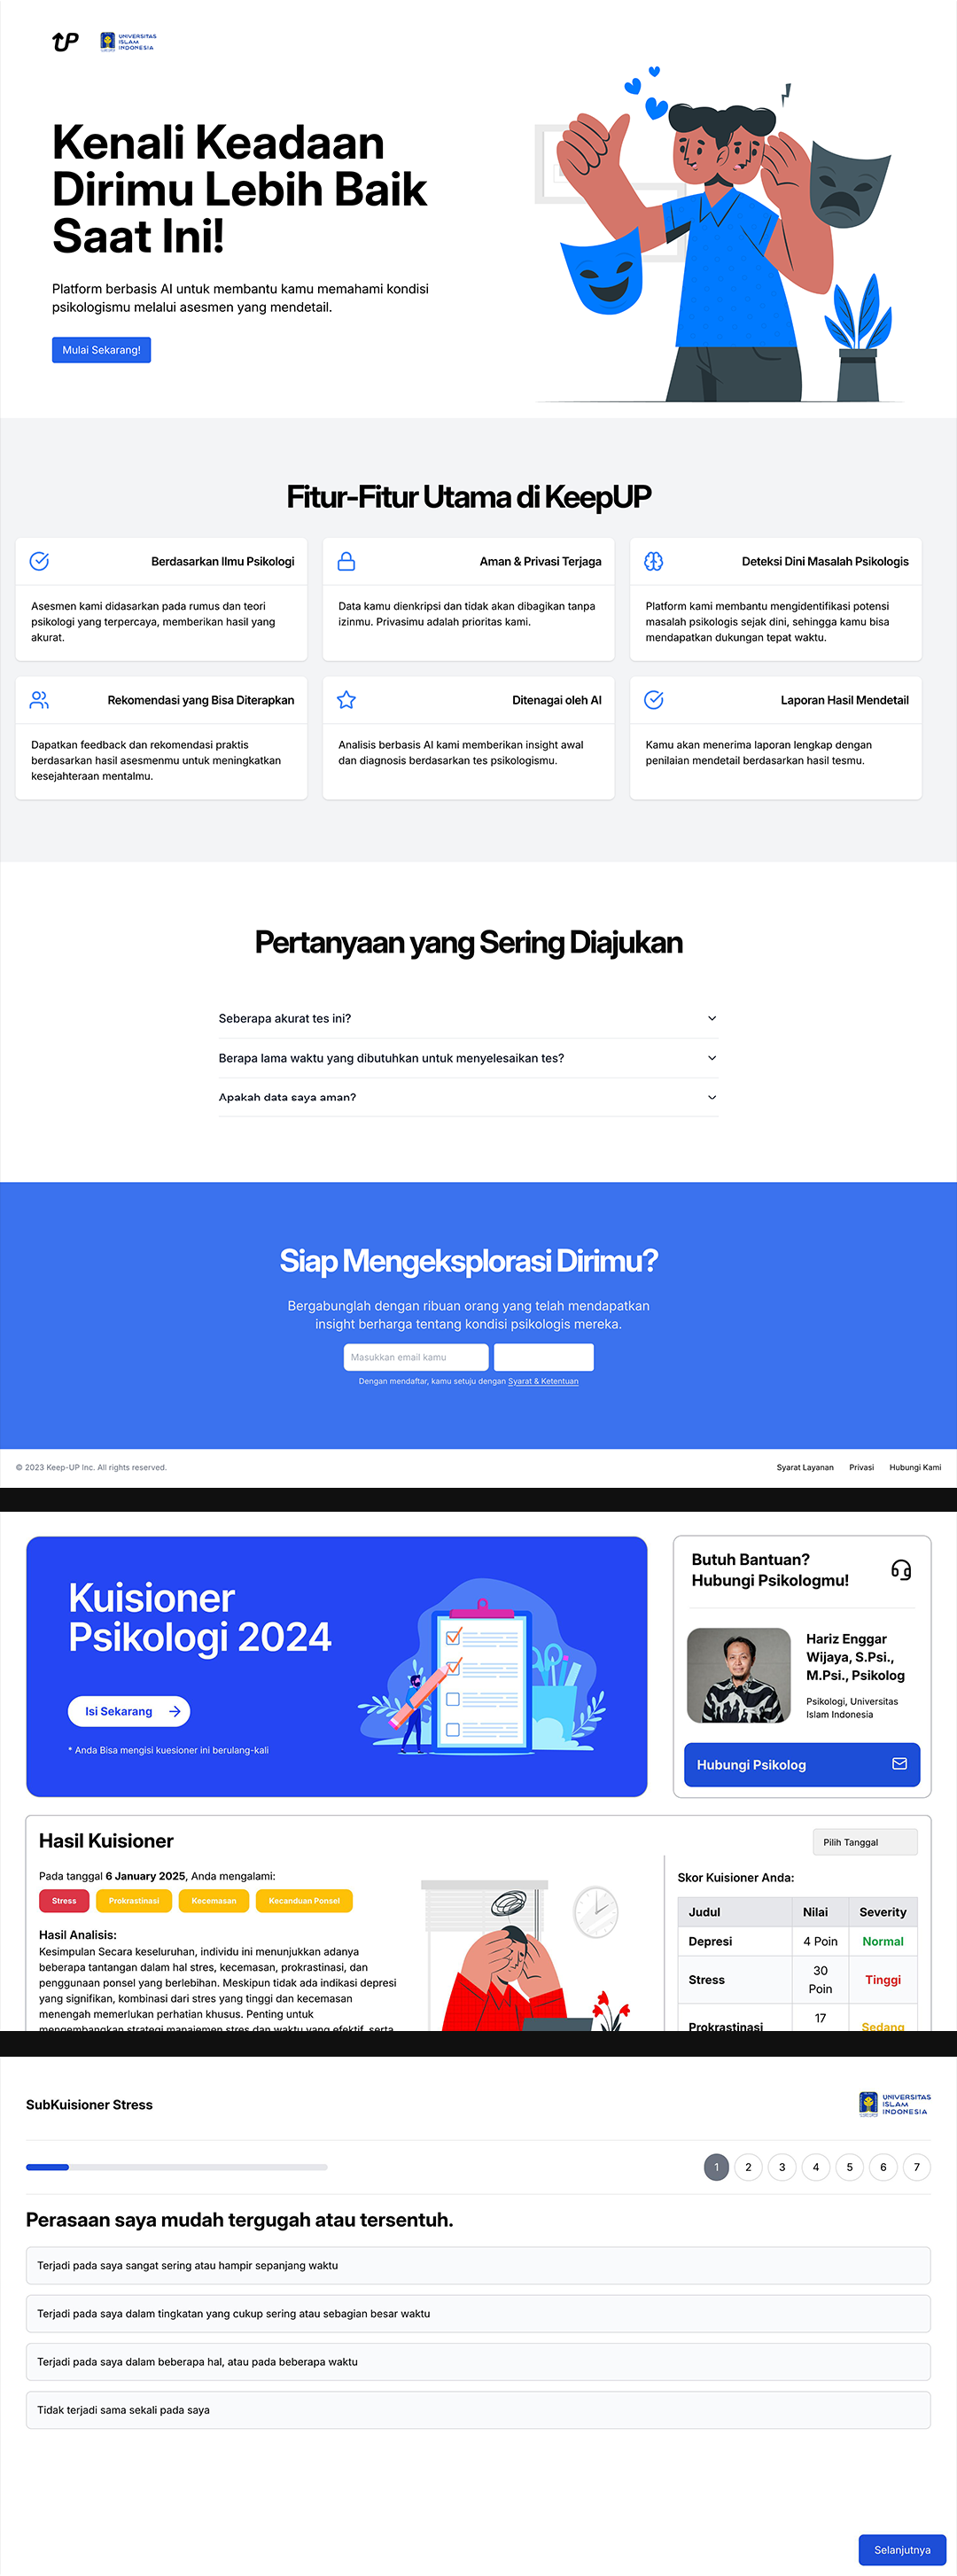 UP
UNIVERSITAS
ISLAM
INDONESIA
Kenali Keadaan
Dirimu Lebih Baik
Saat Ini!
Platform berbasis AI untuk membantu kamu memahami kondisi
psikologismu melalui asesmen yang mendetail.
Mulai Sekarang!
Fitur-Fitur Utama di KeepUP
Berdasarkan Ilmu Psikologi
Asesmen kami didasarkan pada rumus dan teori
psikologi yang terpercaya, memberikan hasil yang
akurat.
Aman & Privasi Terjaga
Data kamu dienkripsi dan tidak akan dibagikan tanpa
izinmu. Privasimu adalah prioritas kami.
Deteksi Dini Masalah Psikologis
Platform kami membantu mengidentifikasi potensi
masalah psikologis sejak dini, sehingga kamu bisa
mendapatkan dukungan tepat waktu.
Rekomendasi yang Bisa Diterapkan
Dapatkan feedback dan rekomendasi praktis
berdasarkan hasil asesmenmu untuk meningkatkan
kesejahteraan mentalmu.
Ditenagai oleh AI
Analisis berbasis AI kami memberikan insight awal
dan diagnosis berdasarkan tes psikologismu.
Laporan Hasil Mendetail
Kamu akan menerima laporan lengkap dengan
penilaian mendetail berdasarkan hasil tesmu.
Pertanyaan yang Sering Diajukan
Seberapa akurat tes ini?
Berapa lama waktu yang dibutuhkan untuk menyelesaikan tes?
Apakah data saya aman?
Siap Mengeksplorasi Dirimu?
Bergabunglah dengan ribuan orang yang telah mendapatkan
insight berharga tentang kondisi psikologis mereka.
Masukkan email kamu
Dengan mendaftar, kamu setuju dengan Syarat & Ketentuan
© 2023 Keep-UP Inc. All rights reserved.
Syarat Layanan
Privasi
Hubungi Kami
Kuisioner
Psikologi 2024
Isi Sekarang
* Anda Bisa mengisi kuesioner ini berulang-kali
Butuh Bantuan?
Hubungi Psikologmu!
Hariz Enggar
Wijaya, S.Psi.,
M.Psi., Psikolog
Psikologi, Universitas
Islam Indonesia
Hubungi Psikolog
Hasil Kuisioner
Pilih Tanggal
Pada tanggal 6 January 2025, Anda mengalami:
Stress
Prokrastinasi
Kecemasan
Kecanduan Ponsel
Hasil Analisis:
Kesimpulan Secara keseluruhan, individu ini menunjukkan adanya
beberapa tantangan dalam hal stres, kecemasan, prokrastinasi, dan
penggunaan ponsel yang berlebihan. Meskipun tidak ada indikasi depresi
yang signifikan, kombinasi dari stres yang tinggi dan kecemasan
menengah memerlukan perhatian khusus. Penting untuk
mengembangkan strategi manajemen stres dan waktu yang efektif, serta
Skor Kuisioner Anda:
Judul Nilai Severity
Depresi 4 Poin Normal
Stress 30 Poin Tinggi
Prokrastinasi 17 Sedang
SubKuisioner Stress
UNIVERSITAS
ISLAM
INDONESIA
1 2 3 4 5 6 7
Perasaan saya mudah tergugah atau tersentuh.
Terjadi pada saya sangat sering atau hampir sepanjang waktu
Terjadi pada saya dalam tingkatan yang cukup sering atau sebagian besar waktu
Terjadi pada saya dalam beberapa hal, atau pada beberapa waktu
Tidak terjadi sama sekali pada saya
Selanjutnya